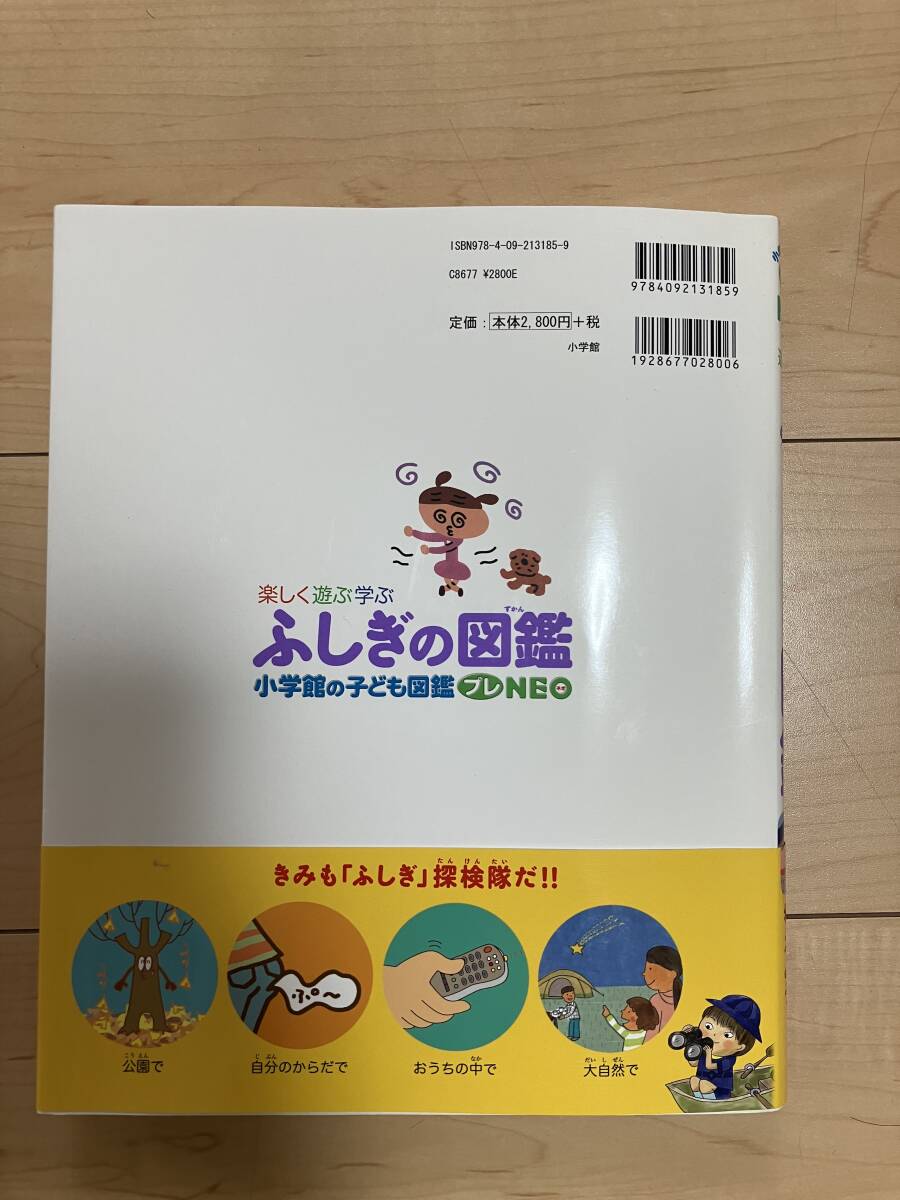 ISBN978-4-09-213185-9
C8677 ¥2800E
定価：本体2,800円+税
小学館
9784092131859
1928677028006
楽しく遊ぶ学ぶ
ずかん
ふしぎの図鑑
小学館の子ども図鑑 プレNEO
たんけんたい
きみも「ふしぎ」探検隊だ!!
ぷ〜
こうえん
公園で
じぶん
自分のからだで
なか
おうちの中で
だいしぜん
大自然で